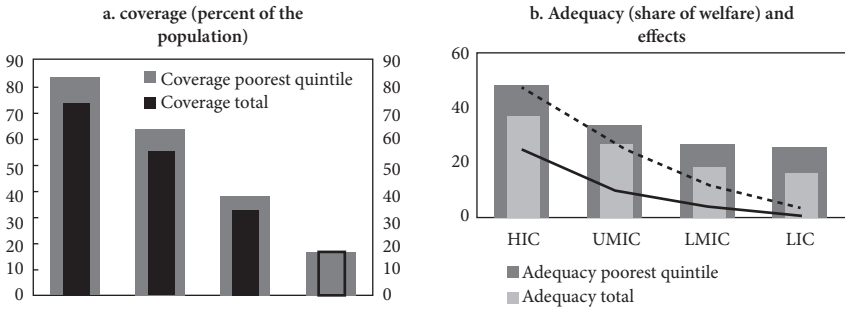 a. coverage (percent of the
population)
90
80
70
60
50
40
30
20
10
0
Coverage poorest quintile
Coverage total
90
80
70
60
50
40
30
20
10
0
b. Adequacy (share of welfare) and
effects
60
40
20
0
HIC
UMIC
LMIC
LIC
Adequacy poorest quintile
Adequacy total